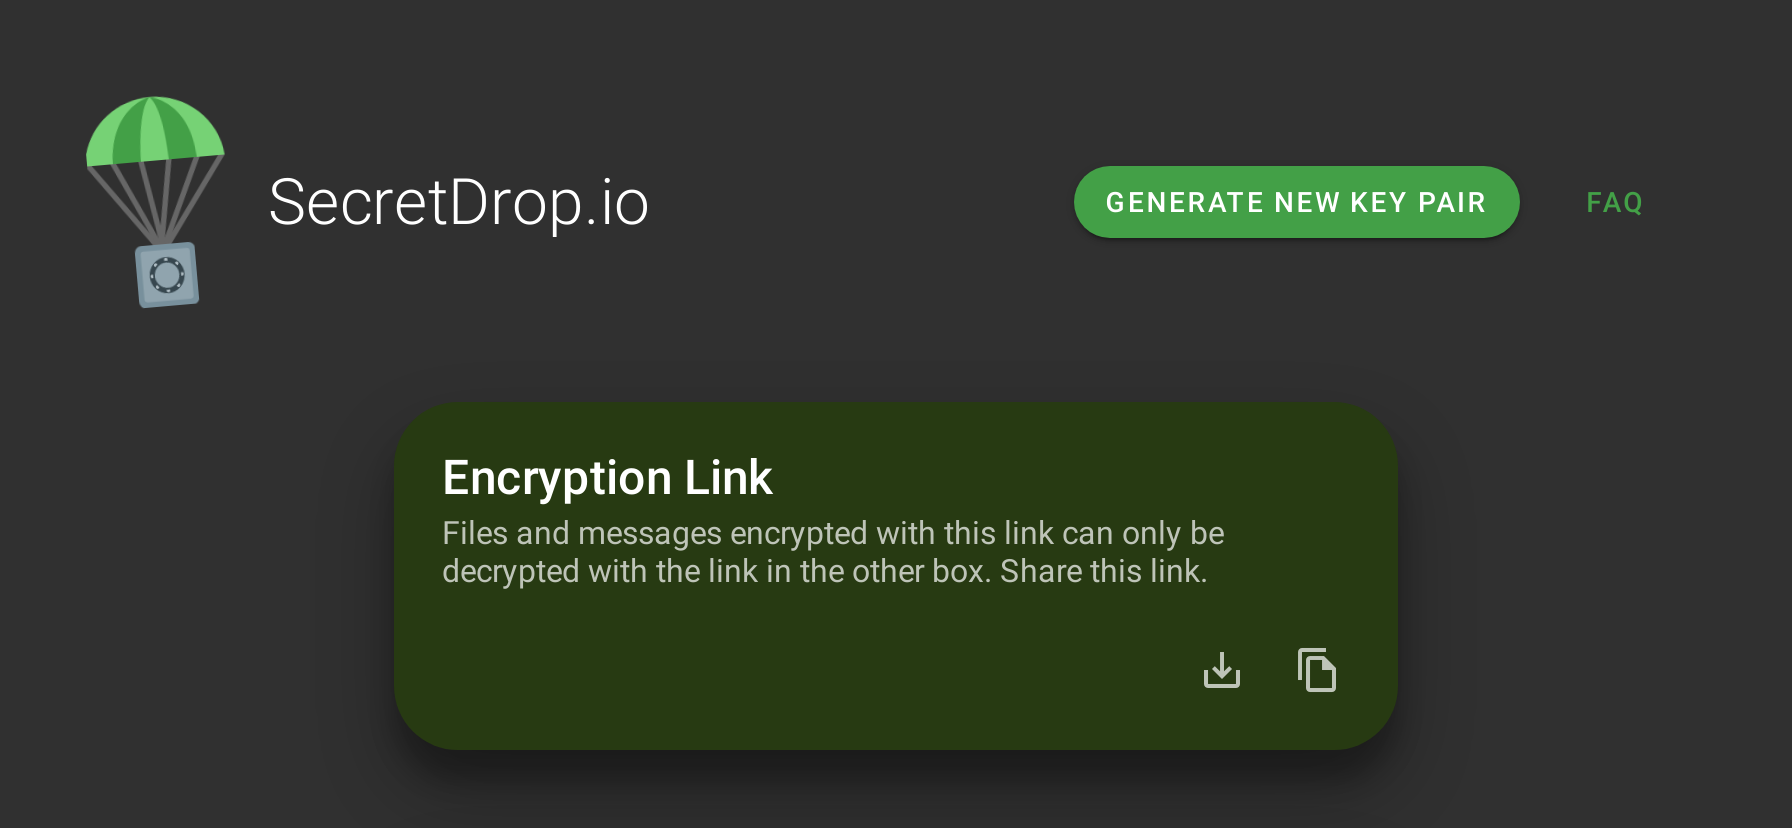 SecretDrop.io
GENERATE NEW KEY PAIR
FAQ
Encryption Link
Files and messages encrypted with this link can only be
decrypted with the link in the other box. Share this link.